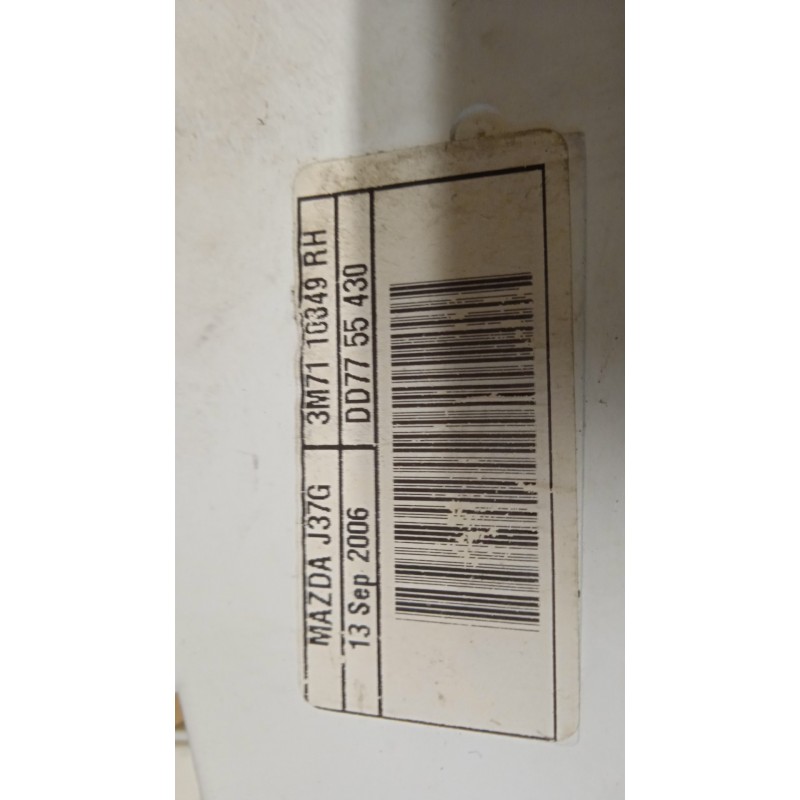 MAZDA J37G 3M71 10349 RH
13 Sep 2006 DD77 55 430